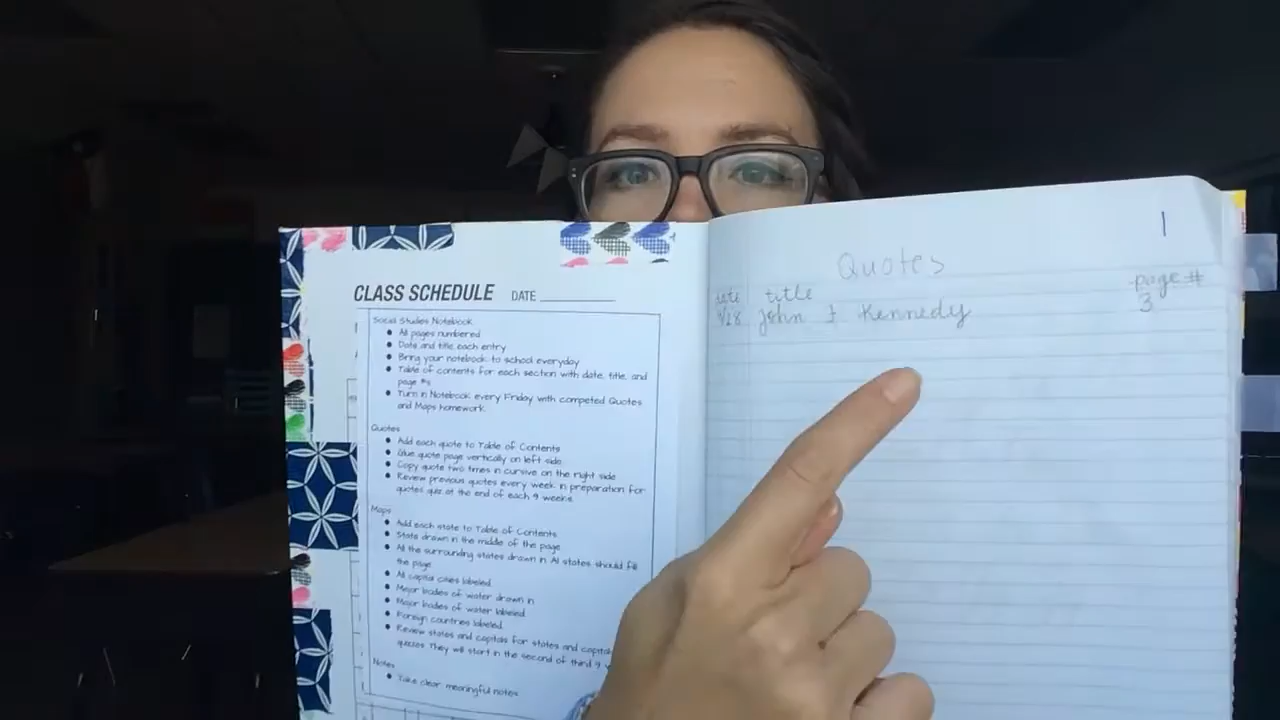 CLASS SCHEDULE DATE
Social Studies Notebook
All pages numbered
Date and title each entry
Bring your notebook to school everyday
Table of contents for each section with date, title, and
page #s
Turn in Notebook every Friday with competed Quotes
and Maps homework.
Quotes
Add each quote to Table of Contents
Glue quote page vertically on left side
Copy quote two times in cursive on the right side
Review previous quotes every week in preparation for
quotes quiz at the end of each 9 weeks
Maps
Add each state to Table of Contents
State drawn in the middle of the page
All the surrounding states drawn in. All states should fill
the page
All capital cities labeled
Major bodies of water drawn in
Major bodies of water labeled
Foreign countries labeled
Review states and capitals for states and capitals
quizzes. They will start in the second of third 9
Notes
Take clear meaningful notes
1
Quotes
date title page #
9/28 John F Kennedy 3